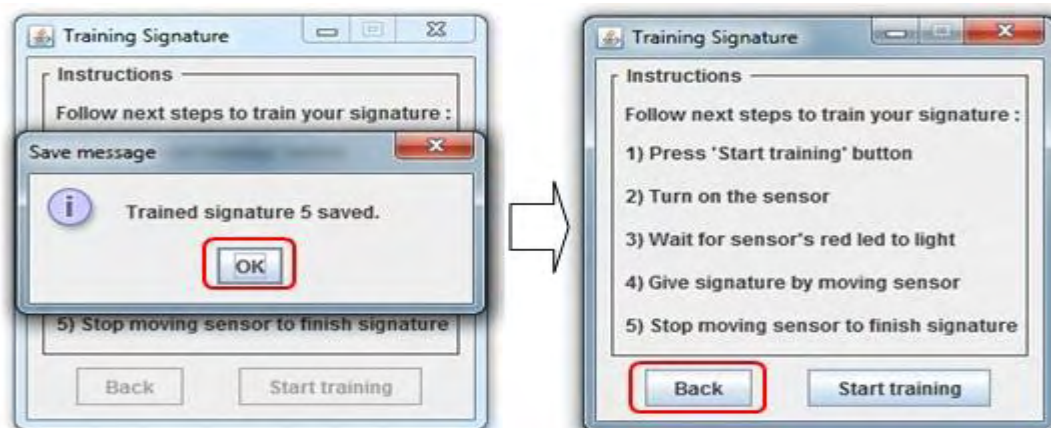 Training Signature
Instructions
Follow next steps to train your signature :
Save message
Trained signature 5 saved.
OK
5) Stop moving sensor to finish signature
Back
Start training
Training Signature
Instructions
Follow next steps to train your signature :
1) Press 'Start training' button
2) Turn on the sensor
3) Wait for sensor's red led to light
4) Give signature by moving sensor
5) Stop moving sensor to finish signature
Back
Start training